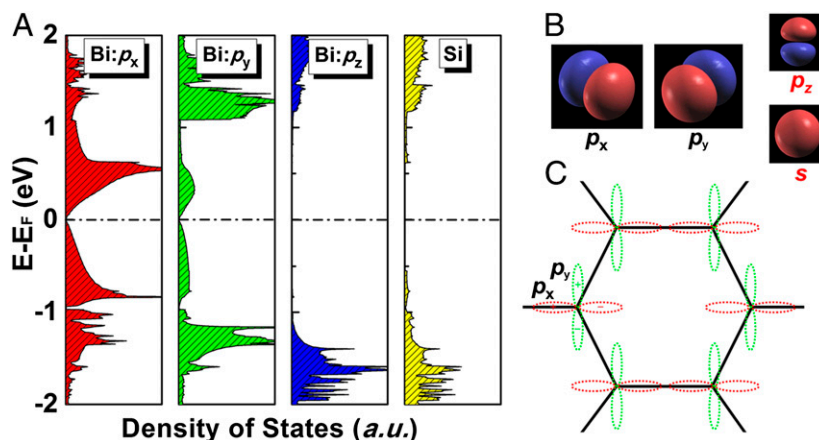 A
Bi:px
Bi:py
Bi:pz
Si
2
1
0
-1
-2
E-EF (eV)
Density of States (a.u.)
B
px
py
pz
s
C
py
px
+
-
-